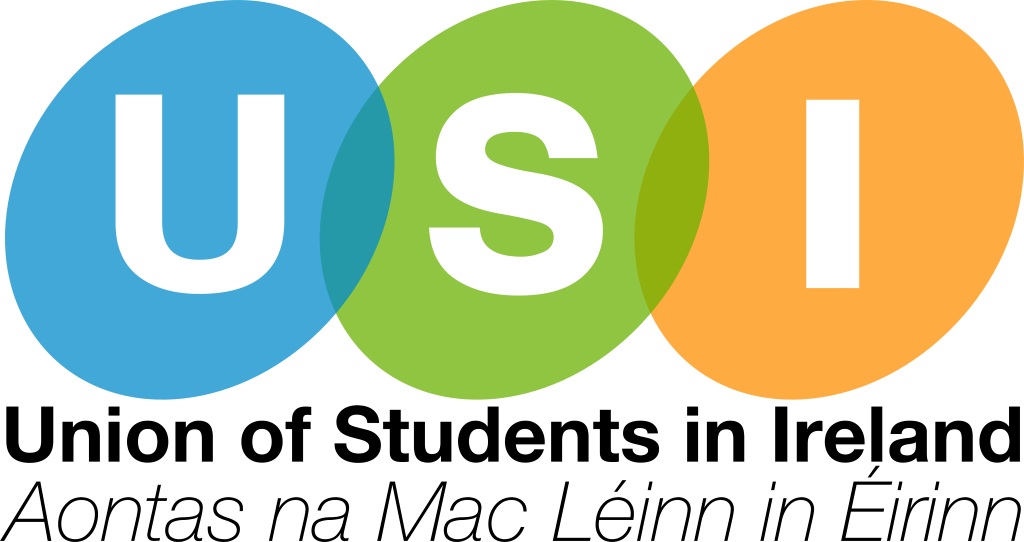 USI
Union of Students in Ireland
Aontas na Mac Léinn in Éirinn